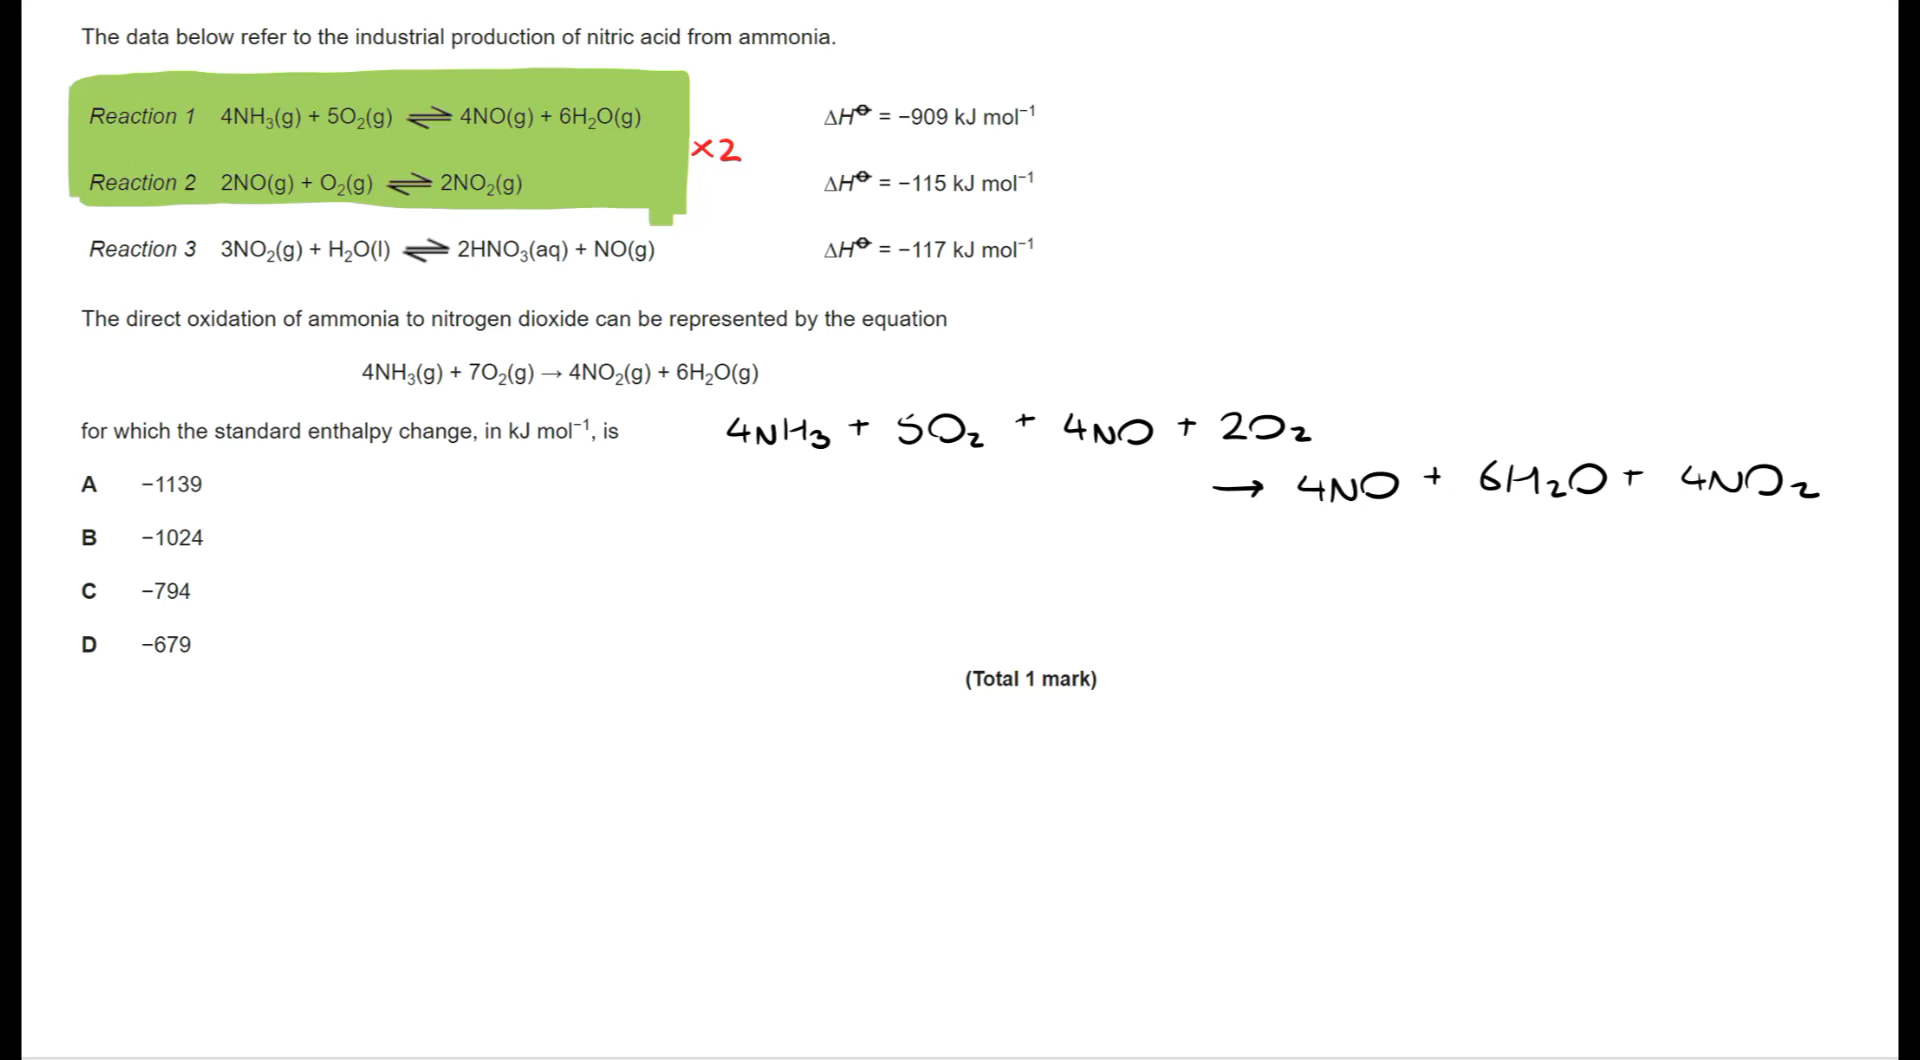 The data below refer to the industrial production of nitric acid from ammonia.
Reaction 1 4NH₃(g) + 5O₂(g) ⇌ 4NO(g) + 6H₂O(g) ΔH⦵ = −909 kJ mol⁻¹
×2
Reaction 2 2NO(g) + O₂(g) ⇌ 2NO₂(g) ΔH⦵ = −115 kJ mol⁻¹
Reaction 3 3NO₂(g) + H₂O(l) ⇌ 2HNO₃(aq) + NO(g) ΔH⦵ = −117 kJ mol⁻¹
The direct oxidation of ammonia to nitrogen dioxide can be represented by the equation
4NH₃(g) + 7O₂(g) → 4NO₂(g) + 6H₂O(g)
for which the standard enthalpy change, in kJ mol⁻¹, is
4NH₃ + 5O₂ + 4NO + 2O₂
→ 4NO + 6H₂O + 4NO₂
A −1139
B −1024
C −794
D −679
(Total 1 mark)